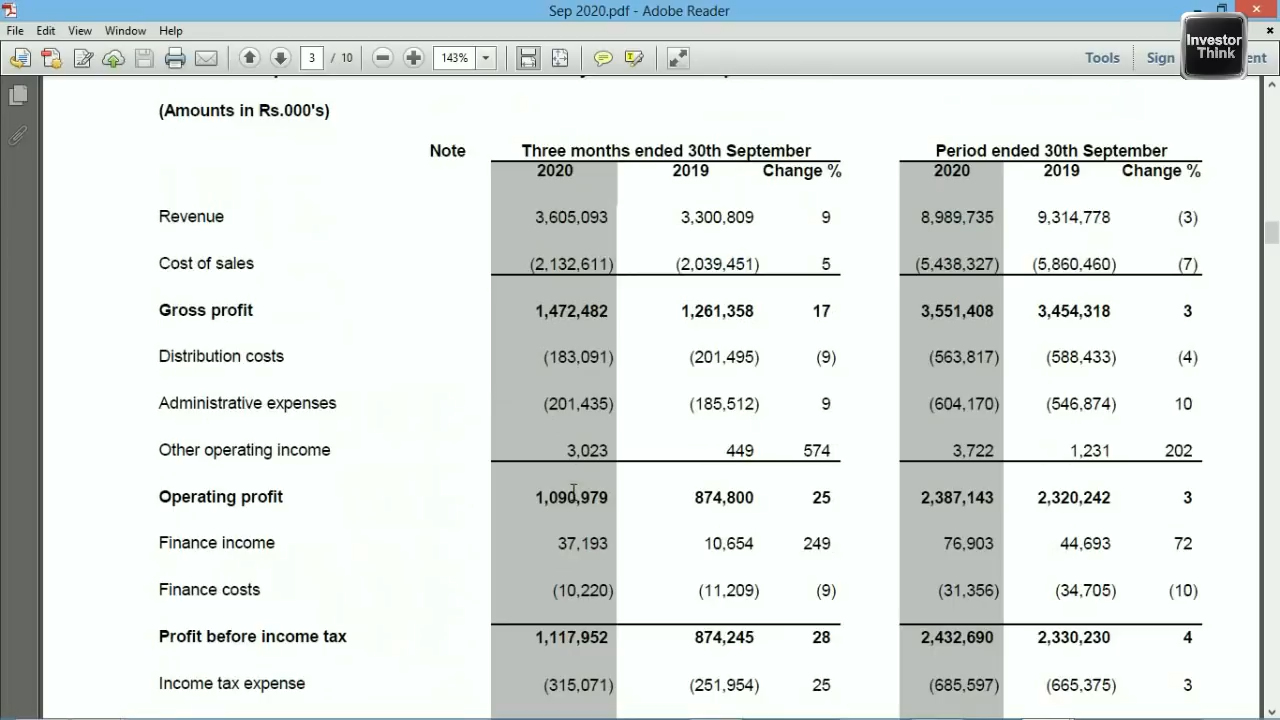 Sep 2020.pdf - Adobe Reader
File Edit View Window Help
3 / 10 143% Tools Sign
Investor
Think
(Amounts in Rs.000's)
Note Three months ended 30th September Period ended 30th September
2020 2019 Change % 2020 2019 Change %
Revenue 3,605,093 3,300,809 9 8,989,735 9,314,778 (3)
Cost of sales (2,132,611) (2,039,451) 5 (5,438,327) (5,860,460) (7)
Gross profit 1,472,482 1,261,358 17 3,551,408 3,454,318 3
Distribution costs (183,091) (201,495) (9) (563,817) (588,433) (4)
Administrative expenses (201,435) (185,512) 9 (604,170) (546,874) 10
Other operating income 3,023 449 574 3,722 1,231 202
Operating profit 1,090,979 874,800 25 2,387,143 2,320,242 3
Finance income 37,193 10,654 249 76,903 44,693 72
Finance costs (10,220) (11,209) (9) (31,356) (34,705) (10)
Profit before income tax 1,117,952 874,245 28 2,432,690 2,330,230 4
Income tax expense (315,071) (251,954) 25 (685,597) (665,375) 3